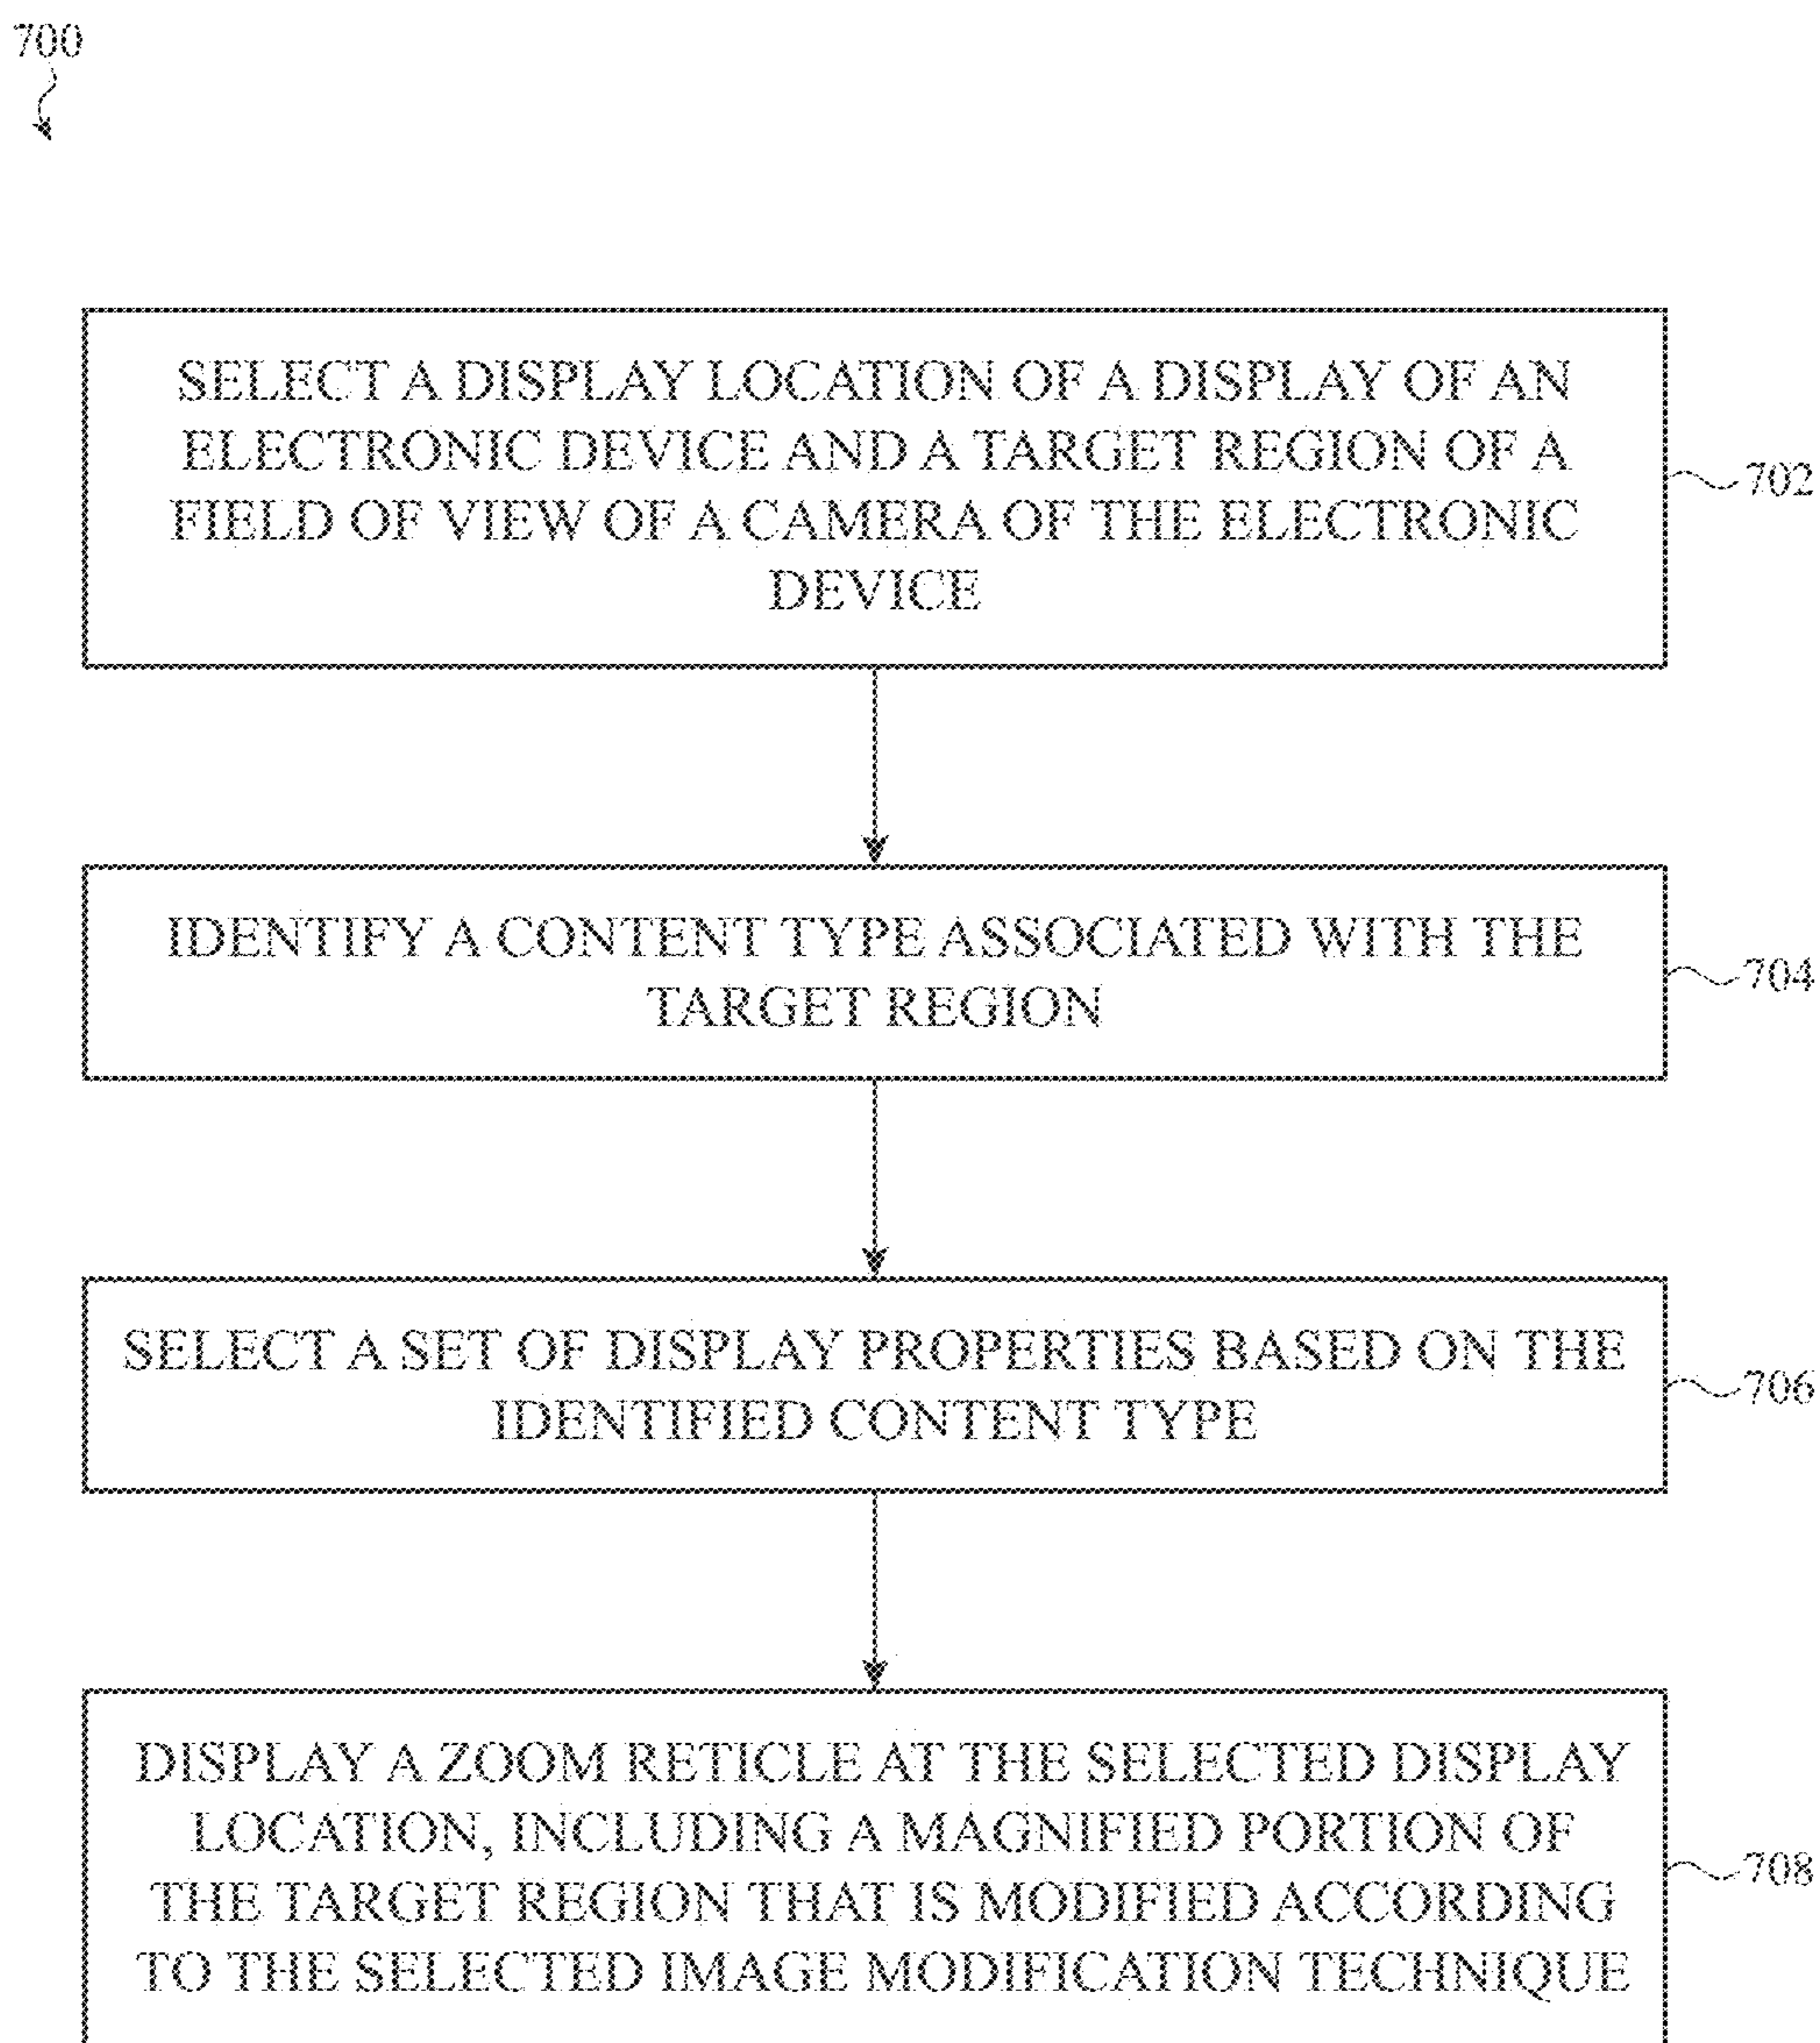 700
SELECT A DISPLAY LOCATION OF A DISPLAY OF AN
ELECTRONIC DEVICE AND A TARGET REGION OF A
FIELD OF VIEW OF A CAMERA OF THE ELECTRONIC
DEVICE
702
IDENTIFY A CONTENT TYPE ASSOCIATED WITH THE
TARGET REGION
704
SELECT A SET OF DISPLAY PROPERTIES BASED ON THE
IDENTIFIED CONTENT TYPE
706
DISPLAY A ZOOM RETICLE AT THE SELECTED DISPLAY
LOCATION, INCLUDING A MAGNIFIED PORTION OF
THE TARGET REGION THAT IS MODIFIED ACCORDING
TO THE SELECTED IMAGE MODIFICATION TECHNIQUE
708